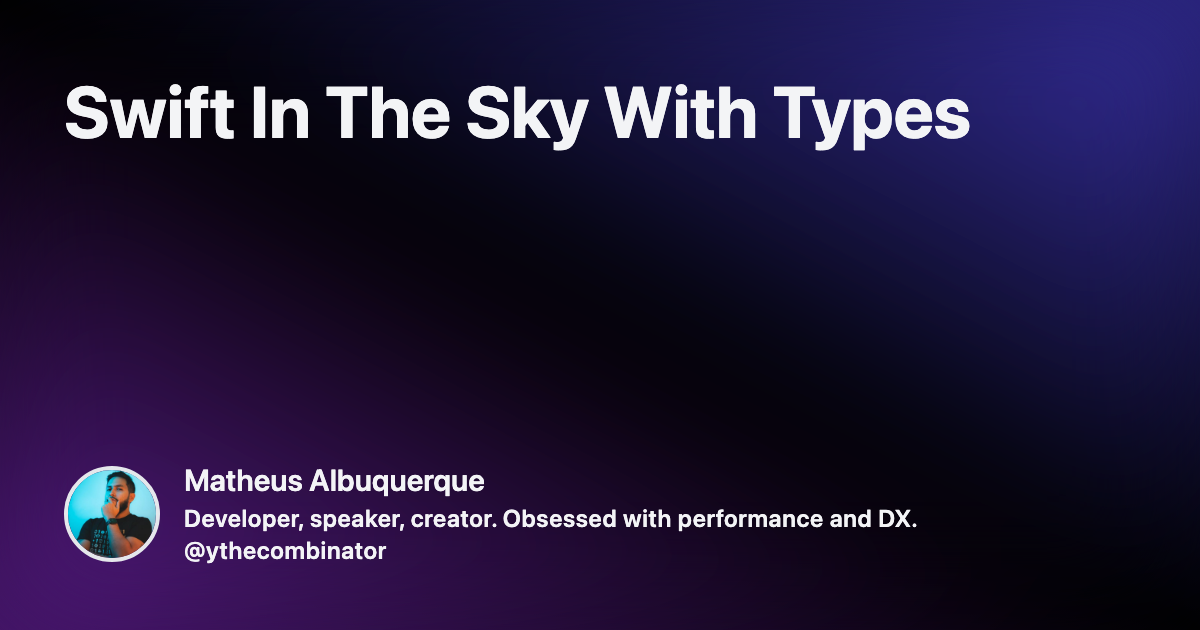 Swift In The Sky With Types
Matheus Albuquerque
Developer, speaker, creator. Obsessed with performance and DX.
@ythecombinator